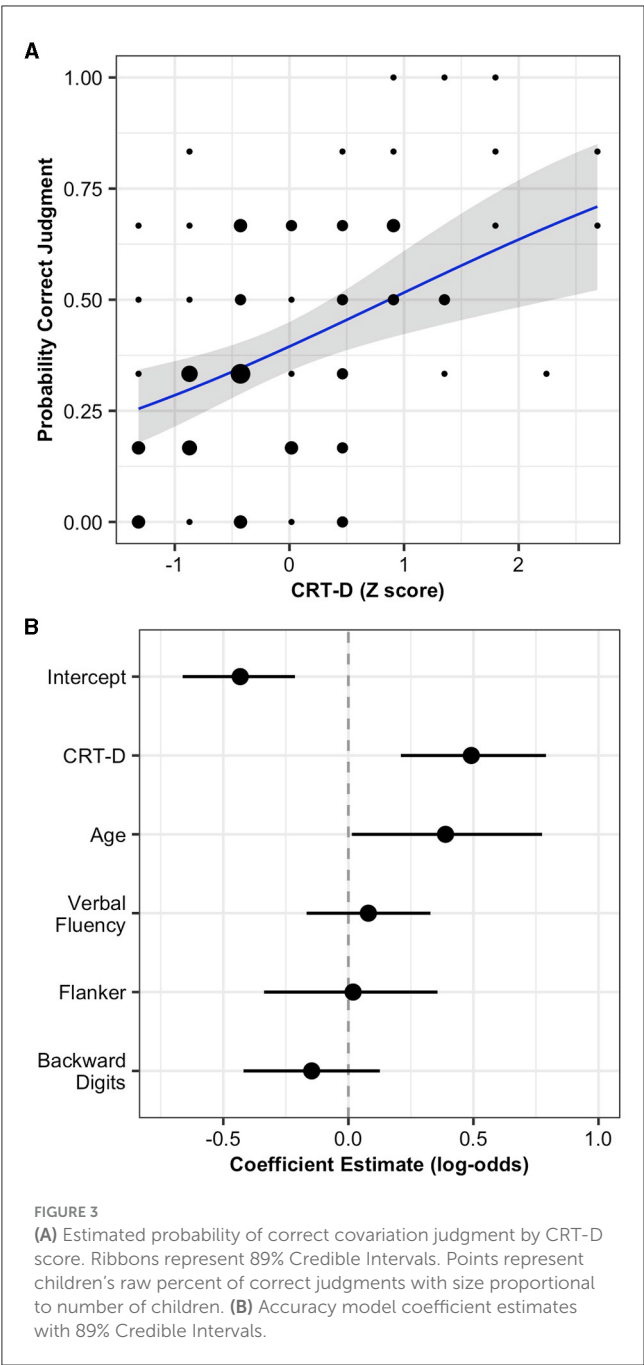 A
1.00
0.75
0.50
0.25
0.00
Probability Correct Judgment
-1 0 1 2
CRT-D (Z score)
B
Intercept
CRT-D
Age
Verbal
Fluency
Flanker
Backward
Digits
-0.5 0.0 0.5 1.0
Coefficient Estimate (log-odds)
FIGURE 3
(A) Estimated probability of correct covariation judgment by CRT-D
score. Ribbons represent 89% Credible Intervals. Points represent
children's raw percent of correct judgments with size proportional
to number of children. (B) Accuracy model coefficient estimates
with 89% Credible Intervals.